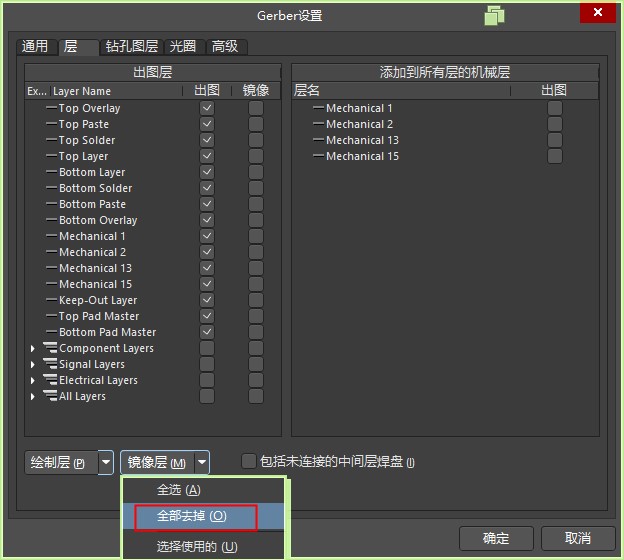 Gerber设置
通用 层 钻孔图层 光圈 高级
出图层
Ex... Layer Name 出图 镜像
Top Overlay
Top Paste
Top Solder
Top Layer
Bottom Layer
Bottom Solder
Bottom Paste
Bottom Overlay
Mechanical 1
Mechanical 2
Mechanical 13
Mechanical 15
Keep-Out Layer
Top Pad Master
Bottom Pad Master
Component Layers
Signal Layers
Electrical Layers
All Layers
添加到所有层的机械层
层名 出图
Mechanical 1
Mechanical 2
Mechanical 13
Mechanical 15
绘制层 (P) 镜像层 (M) 包括未连接的中间层焊盘 (I)
全选 (A)
全部去掉 (O)
选择使用的 (U)
确定 取消